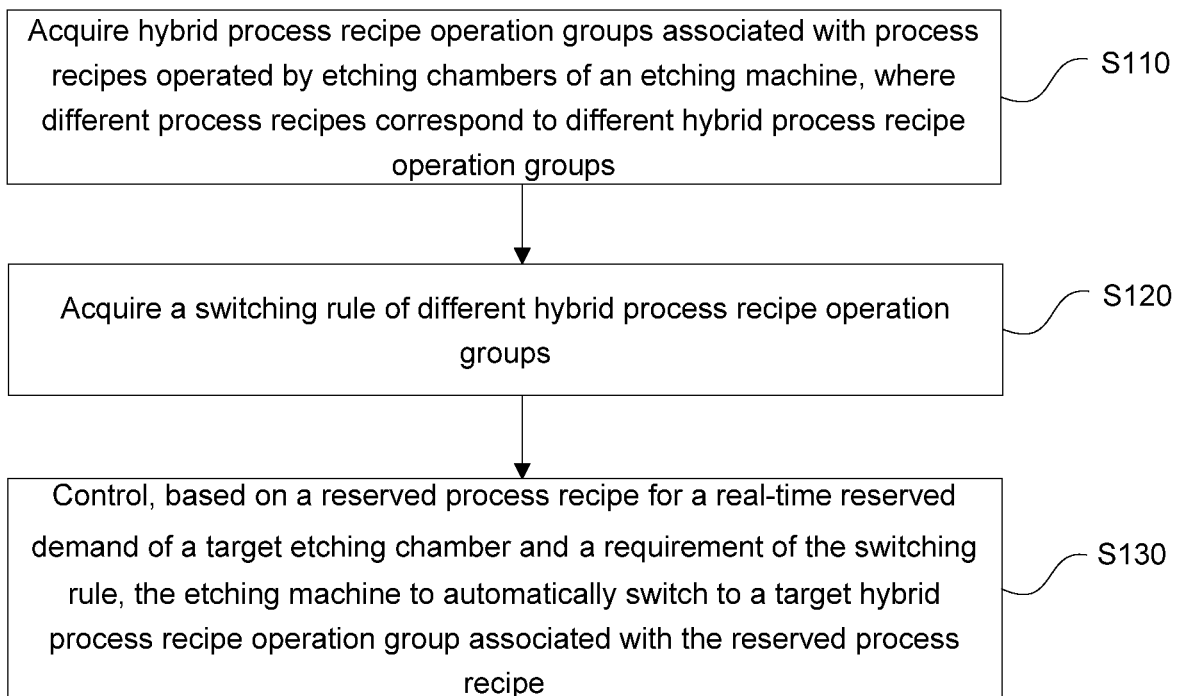 Acquire hybrid process recipe operation groups associated with process
recipes operated by etching chambers of an etching machine, where
different process recipes correspond to different hybrid process recipe
operation groups
S110
Acquire a switching rule of different hybrid process recipe operation
groups
S120
Control, based on a reserved process recipe for a real-time reserved
demand of a target etching chamber and a requirement of the switching
rule, the etching machine to automatically switch to a target hybrid
process recipe operation group associated with the reserved process
recipe
S130